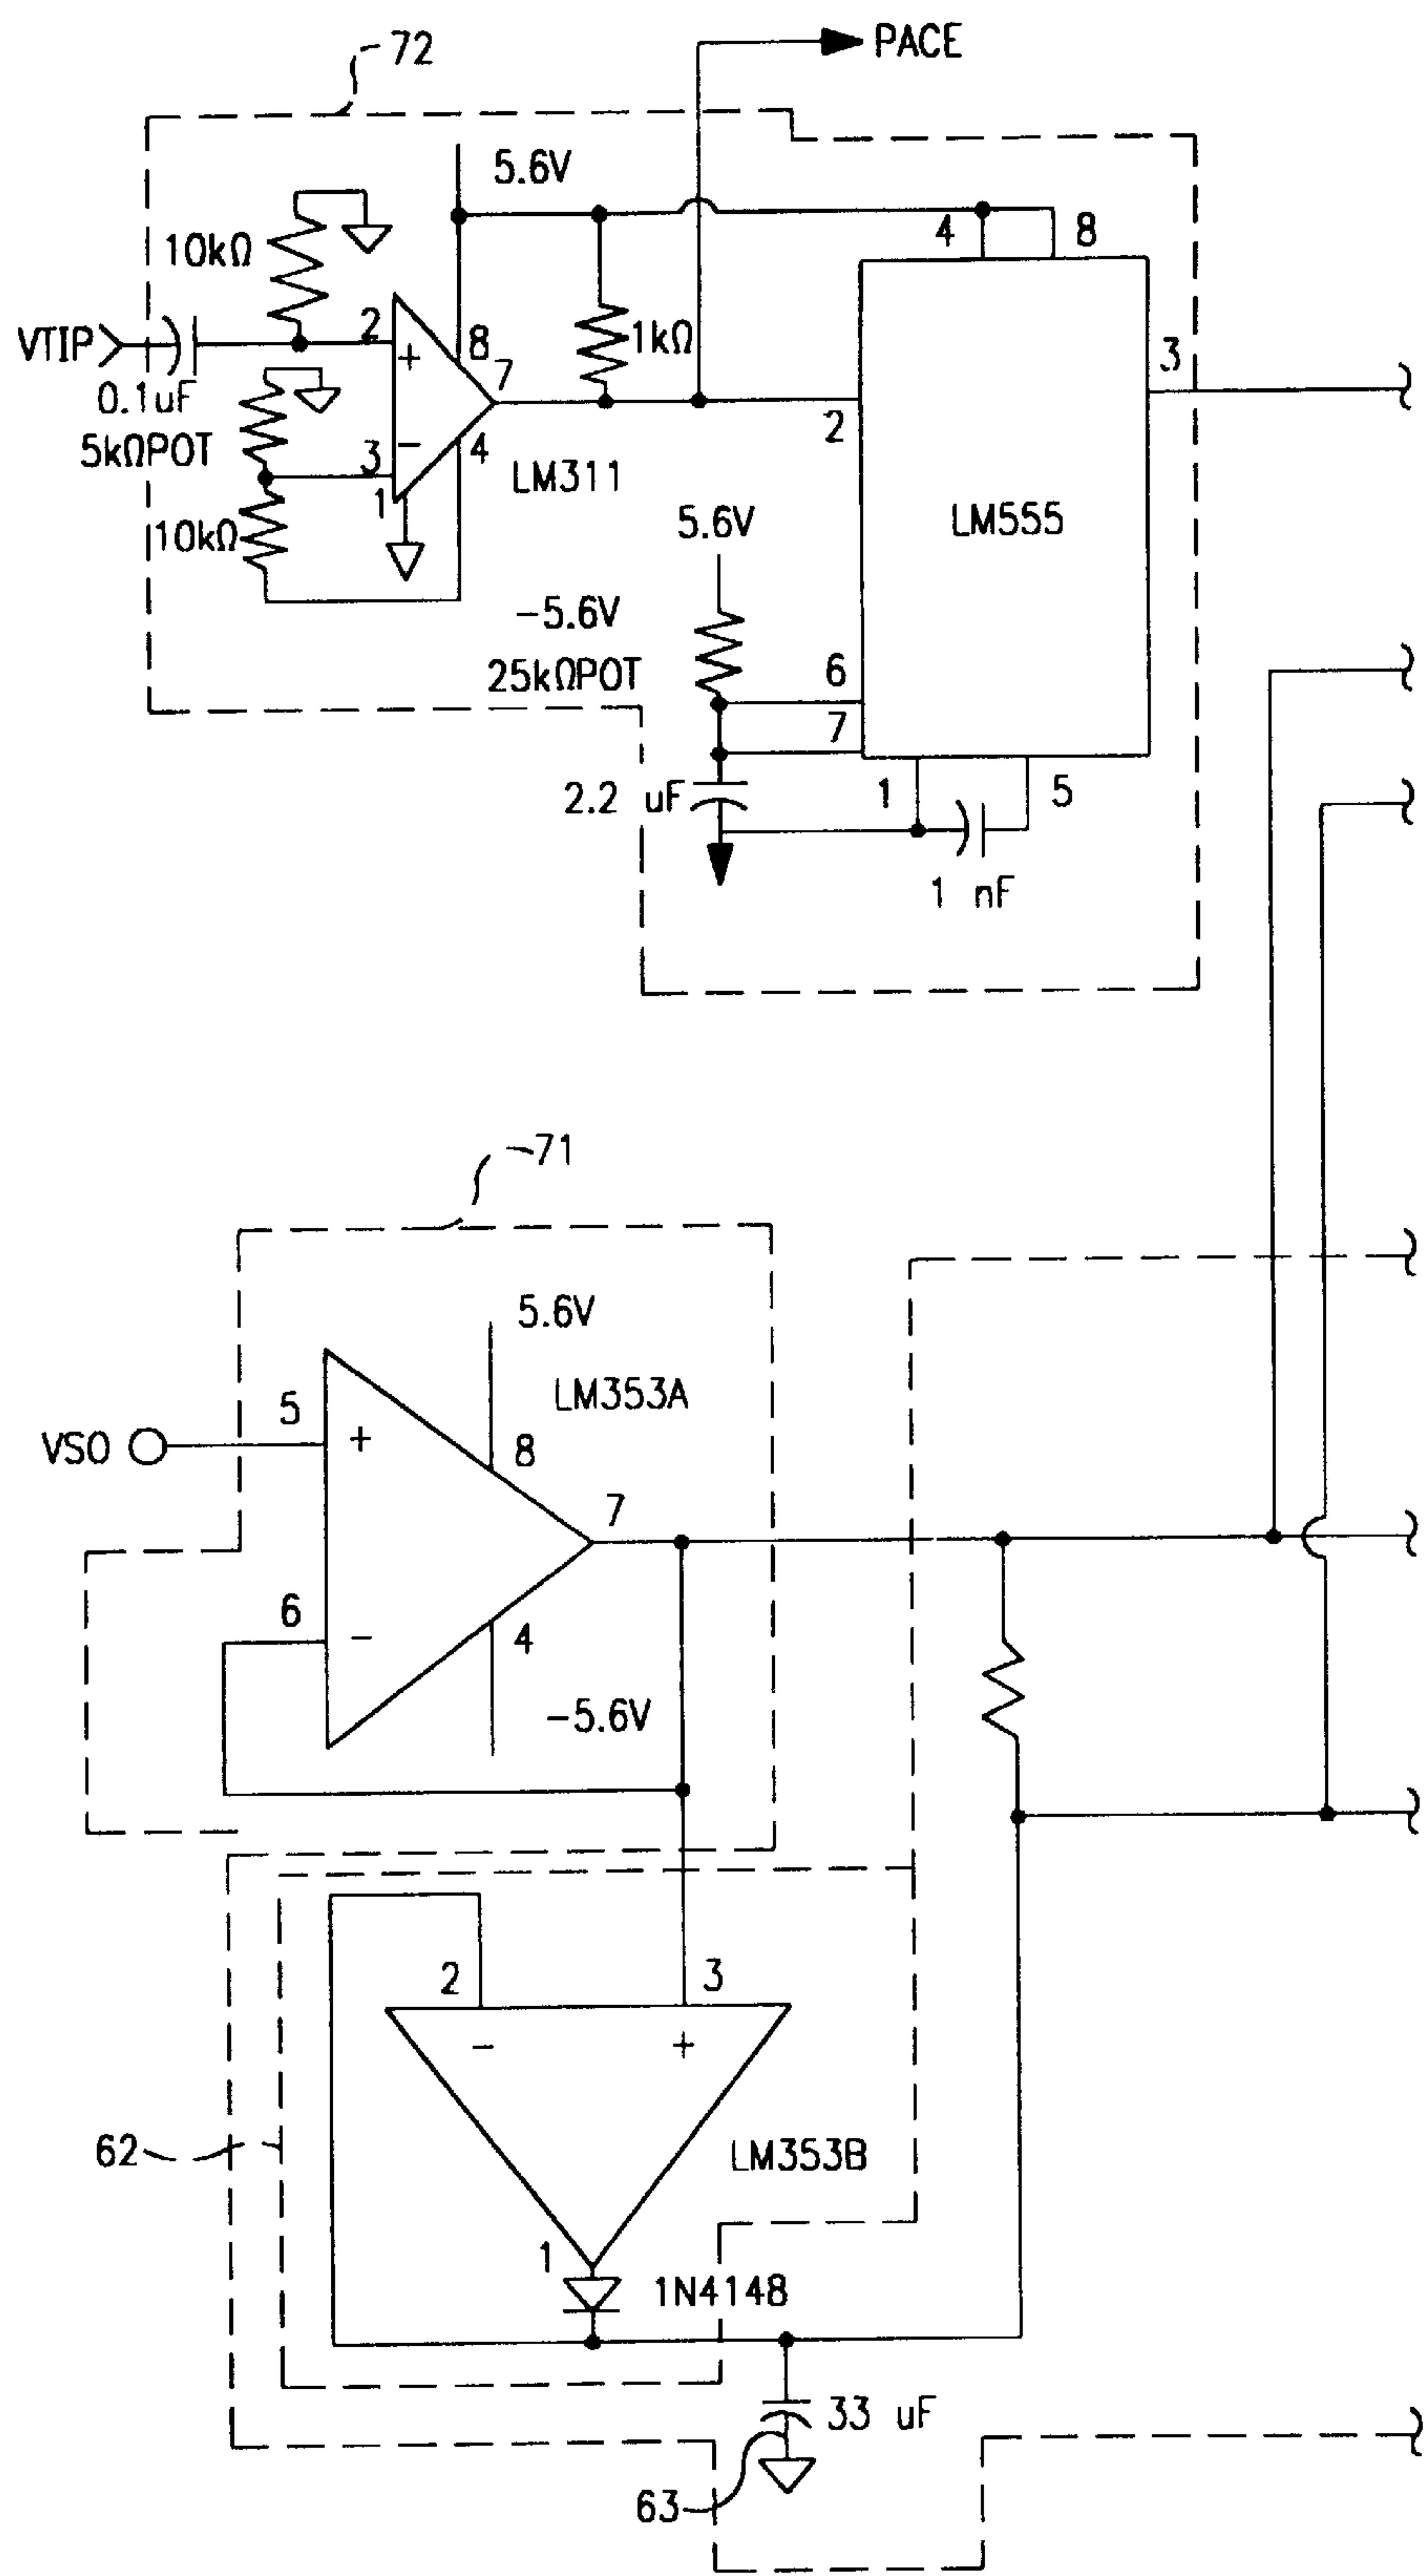 72
PACE
5.6V
10kΩ
4
8
VTIP
2
8
1kΩ
7
3
0.1uF
2
5kΩPOT
3
4
LM311
1
10kΩ
5.6V
LM555
-5.6V
25kΩPOT
6
7
2.2 uF
1
5
1 nF
71
5.6V
LM353A
5
VSO
+
8
7
6
-
4
-5.6V
2
3
-
+
62
LM353B
1
1N4148
33 uF
63